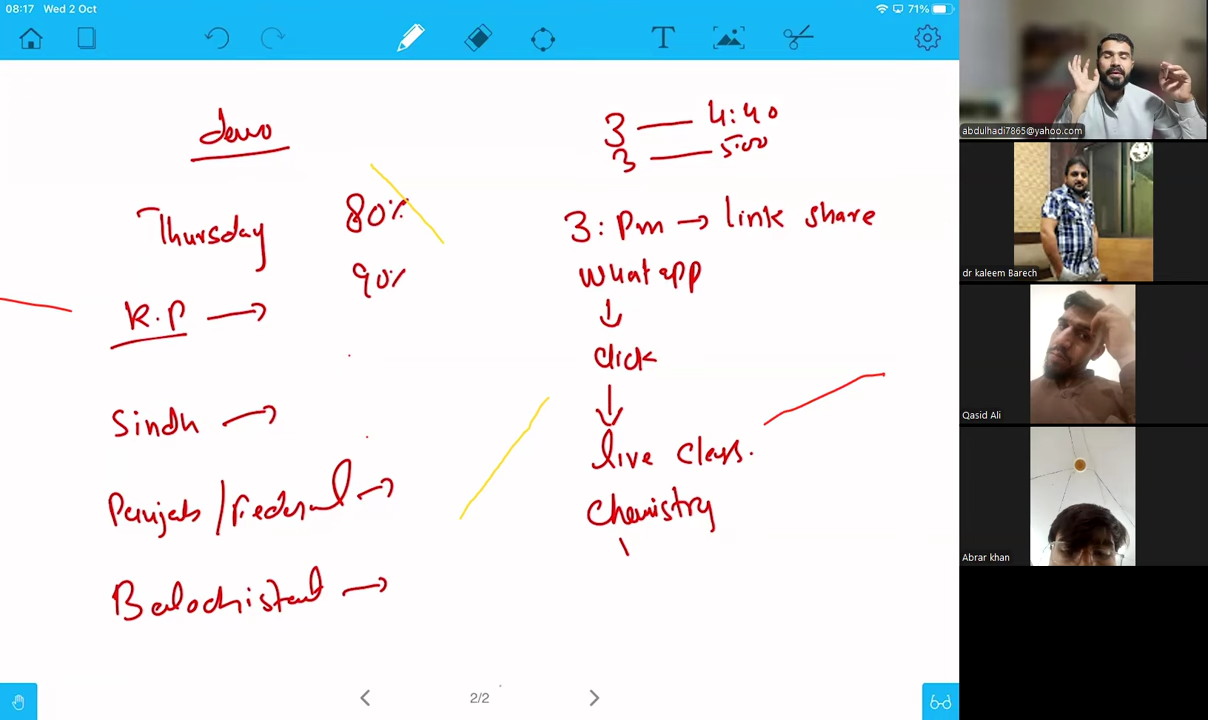 08:17 Wed 2 Oct
71%
T
demo
Thursday
80%
90%
K.P →
Sindh →
Punjab/Federal →
Balochistan →
3 — 4:40
3 — 5:00
3: Pm → link share
Whatapp
↓
click
↓
live class.
Chemistry
2/2
abdulhadi7865@yahoo.com
dr kaleem Barech
Qasid Ali
Abrar khan